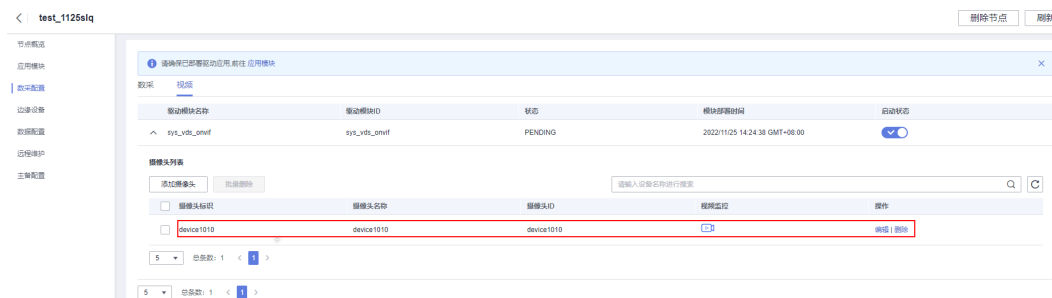 test_1125slq 删除节点 刷新
节点概览
应用模块
数采配置
边缘设备
数据配置
远程维护
主备配置
请确保已部署驱动应用,前往 应用模块
数采 视频
驱动模块名称 驱动模块ID 状态 模块部署时间 启动状态
sys_vds_onvif sys_vds_onvif PENDING 2022/11/25 14:24:38 GMT+08:00
摄像头列表
添加摄像头 批量删除 请输入设备名称进行搜索
摄像头标识 摄像头名称 摄像头ID 视频监控 操作
device1010 device1010 device1010 编辑 | 删除
5 总条数: 1 < 1 >
5 总条数: 1 < 1 >